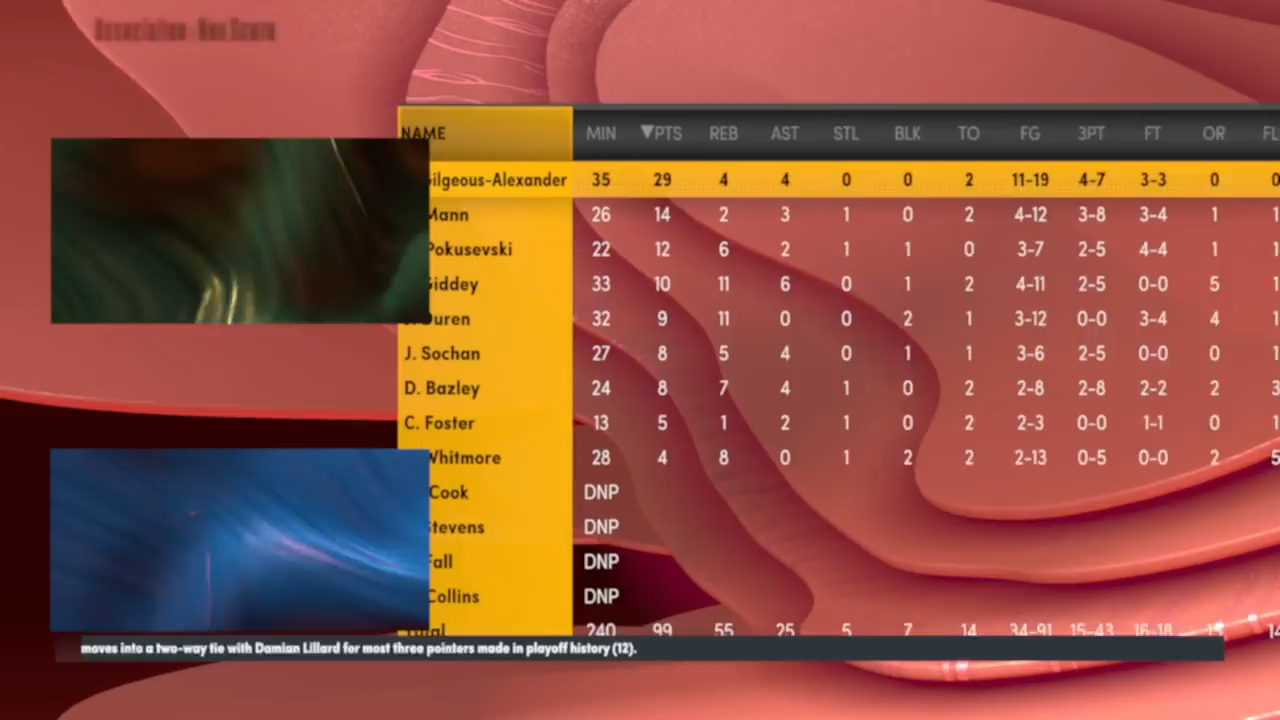 NAME MIN ▼PTS REB AST STL BLK TO FG 3PT FT OR
35 29 4 4 0 0 2 11-19 4-7 3-3 0 0
Mann 26 14 2 3 1 0 2 4-12 3-8 3-4 1 1
Pokusevski 22 12 6 2 1 1 0 3-7 2-5 4-4 1 1
33 10 11 6 0 1 2 4-11 2-5 0-0 5 1
32 9 11 0 0 2 1 3-12 0-0 3-4 4 1
J. Sochan 27 8 5 4 0 1 1 3-6 2-5 0-0 0 1
D. Bazley 24 8 7 4 1 0 2 2-8 2-8 2-2 2 3
C. Foster 13 5 1 2 1 0 2 2-3 0-0 1-1 0 1
Whitmore 28 4 8 0 1 2 2 2-13 0-5 0-0 2 5
Cook DNP
Stevens DNP
Fall DNP
Collins DNP
240 99 55 25 5 7 14 34-91 15-43 16-18
moves into a two-way tie with Damian Lillard for most three pointers made in playoff history (12).